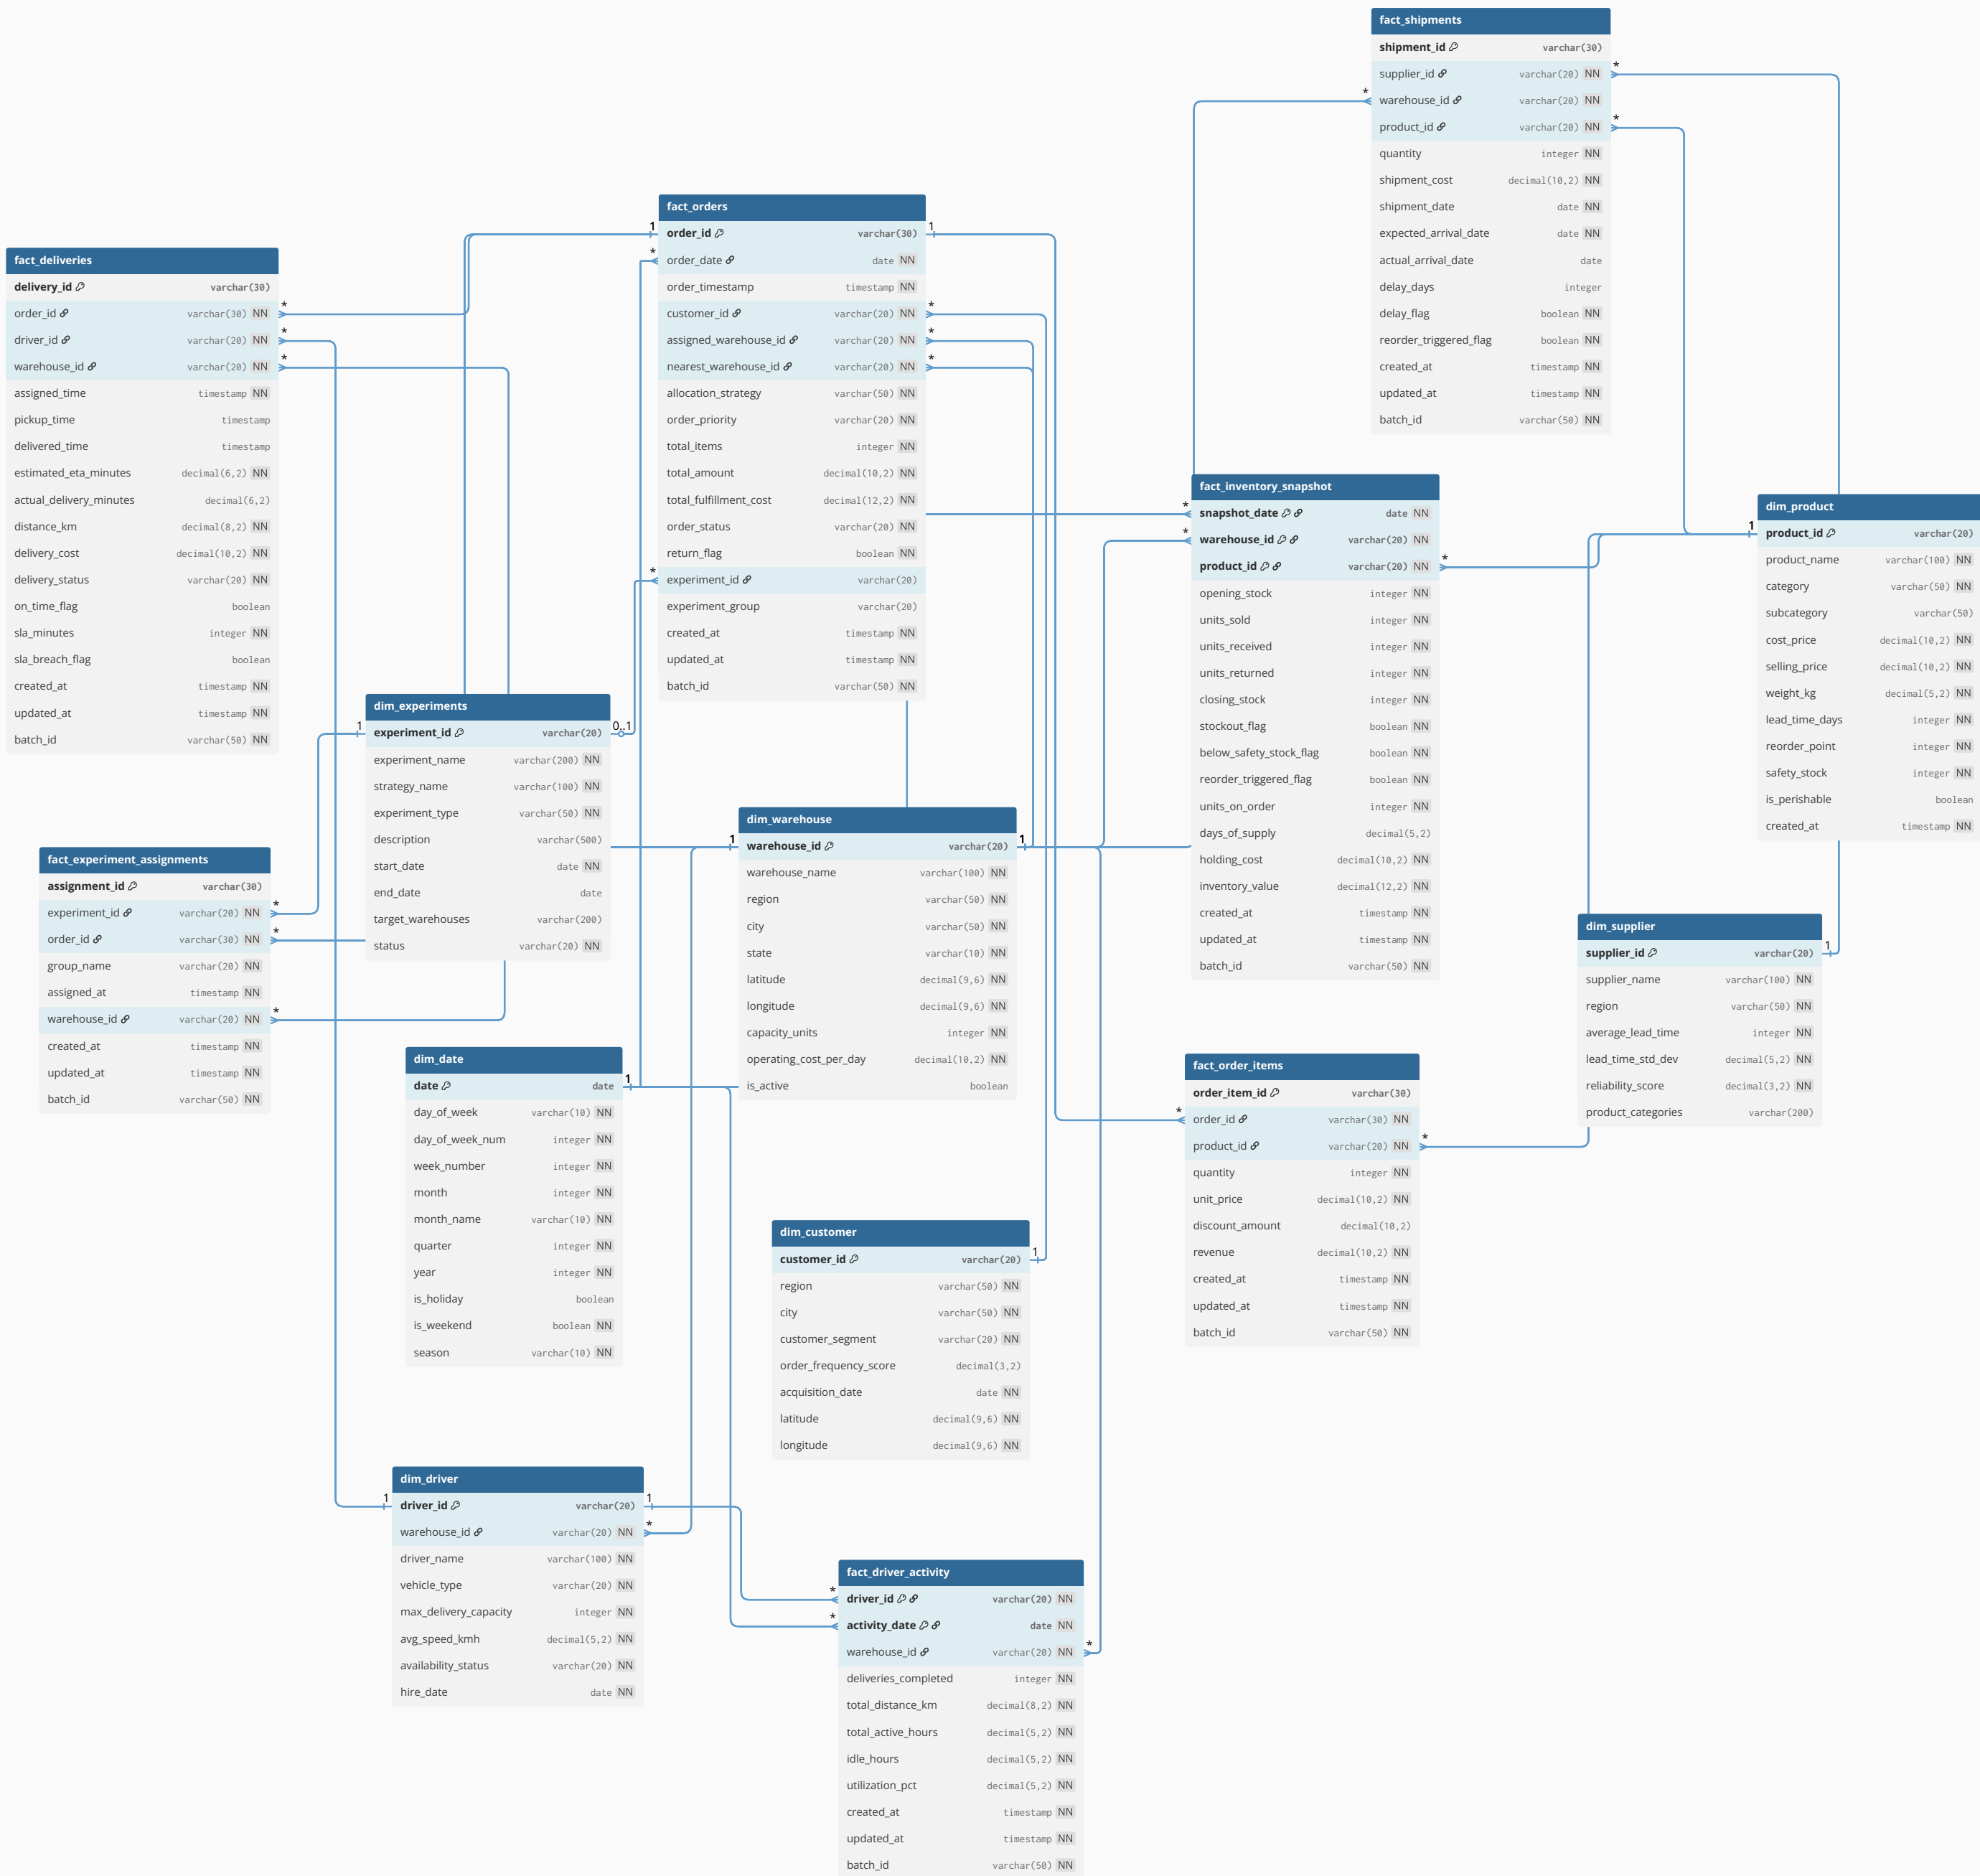 fact_shipments
shipment_id varchar(30)
supplier_id varchar(20) NN
warehouse_id varchar(20) NN
product_id varchar(20) NN
quantity integer NN
shipment_cost decimal(10,2) NN
shipment_date date NN
expected_arrival_date date NN
actual_arrival_date date
delay_days integer
delay_flag boolean NN
reorder_triggered_flag boolean NN
created_at timestamp NN
updated_at timestamp NN
batch_id varchar(50) NN
* * *
fact_orders
order_id varchar(30)
order_date date NN
order_timestamp timestamp NN
customer_id varchar(20) NN
assigned_warehouse_id varchar(20) NN
nearest_warehouse_id varchar(20) NN
allocation_strategy varchar(50) NN
order_priority varchar(20) NN
total_items integer NN
total_amount decimal(10,2) NN
total_fulfillment_cost decimal(12,2) NN
order_status varchar(20) NN
return_flag boolean NN
experiment_id varchar(20)
experiment_group varchar(20)
created_at timestamp NN
updated_at timestamp NN
batch_id varchar(50) NN
1 * * 1 * * *
fact_deliveries
delivery_id varchar(30)
order_id varchar(30) NN
driver_id varchar(20) NN
warehouse_id varchar(20) NN
assigned_time timestamp NN
pickup_time timestamp
delivered_time timestamp
estimated_eta_minutes decimal(6,2) NN
actual_delivery_minutes decimal(6,2)
distance_km decimal(8,2) NN
delivery_cost decimal(10,2) NN
delivery_status varchar(20) NN
on_time_flag boolean
sla_minutes integer NN
sla_breach_flag boolean
created_at timestamp NN
updated_at timestamp NN
batch_id varchar(50) NN
* * *
fact_inventory_snapshot
snapshot_date date NN
warehouse_id varchar(20) NN
product_id varchar(20) NN
opening_stock integer NN
units_sold integer NN
units_received integer NN
units_returned integer NN
closing_stock integer NN
stockout_flag boolean NN
below_safety_stock_flag boolean NN
reorder_triggered_flag boolean NN
units_on_order integer NN
days_of_supply decimal(5,2)
holding_cost decimal(10,2) NN
inventory_value decimal(12,2) NN
created_at timestamp NN
updated_at timestamp NN
batch_id varchar(50) NN
* * *
dim_product
product_id varchar(20)
product_name varchar(100) NN
category varchar(50) NN
subcategory varchar(50)
cost_price decimal(10,2) NN
selling_price decimal(10,2) NN
weight_kg decimal(5,2) NN
lead_time_days integer NN
reorder_point integer NN
safety_stock integer NN
is_perishable boolean
created_at timestamp NN
1
dim_experiments
experiment_id varchar(20)
experiment_name varchar(200) NN
strategy_name varchar(100) NN
experiment_type varchar(50) NN
description varchar(500)
start_date date NN
end_date date
target_warehouses varchar(200)
status varchar(20) NN
1 0..1
dim_warehouse
warehouse_id varchar(20)
warehouse_name varchar(100) NN
region varchar(50) NN
city varchar(50) NN
state varchar(10) NN
latitude decimal(9,6) NN
longitude decimal(9,6) NN
capacity_units integer NN
operating_cost_per_day decimal(10,2) NN
is_active boolean
1 1
fact_experiment_assignments
assignment_id varchar(30)
experiment_id varchar(20) NN
order_id varchar(30) NN
group_name varchar(20) NN
assigned_at timestamp NN
warehouse_id varchar(20) NN
created_at timestamp NN
updated_at timestamp NN
batch_id varchar(50) NN
* * *
dim_supplier
supplier_id varchar(20)
supplier_name varchar(100) NN
region varchar(50) NN
average_lead_time integer NN
lead_time_std_dev decimal(5,2) NN
reliability_score decimal(3,2) NN
product_categories varchar(200)
1
dim_date
date date
day_of_week varchar(10) NN
day_of_week_num integer NN
week_number integer NN
month integer NN
month_name varchar(10) NN
quarter integer NN
year integer NN
is_holiday boolean
is_weekend boolean NN
season varchar(10) NN
1
fact_order_items
order_item_id varchar(30)
order_id varchar(30) NN
product_id varchar(20) NN
quantity integer NN
unit_price decimal(10,2) NN
discount_amount decimal(10,2)
revenue decimal(10,2) NN
created_at timestamp NN
updated_at timestamp NN
batch_id varchar(50) NN
* *
dim_customer
customer_id varchar(20)
region varchar(50) NN
city varchar(50) NN
customer_segment varchar(20) NN
order_frequency_score decimal(3,2)
acquisition_date date NN
latitude decimal(9,6) NN
longitude decimal(9,6) NN
1
dim_driver
driver_id varchar(20)
warehouse_id varchar(20) NN
driver_name varchar(100) NN
vehicle_type varchar(20) NN
max_delivery_capacity integer NN
avg_speed_kmh decimal(5,2) NN
availability_status varchar(20) NN
hire_date date NN
1 1 *
fact_driver_activity
driver_id varchar(20) NN
activity_date date NN
warehouse_id varchar(20) NN
deliveries_completed integer NN
total_distance_km decimal(8,2) NN
total_active_hours decimal(5,2) NN
idle_hours decimal(5,2) NN
utilization_pct decimal(5,2) NN
created_at timestamp NN
updated_at timestamp NN
batch_id varchar(50) NN
* * *